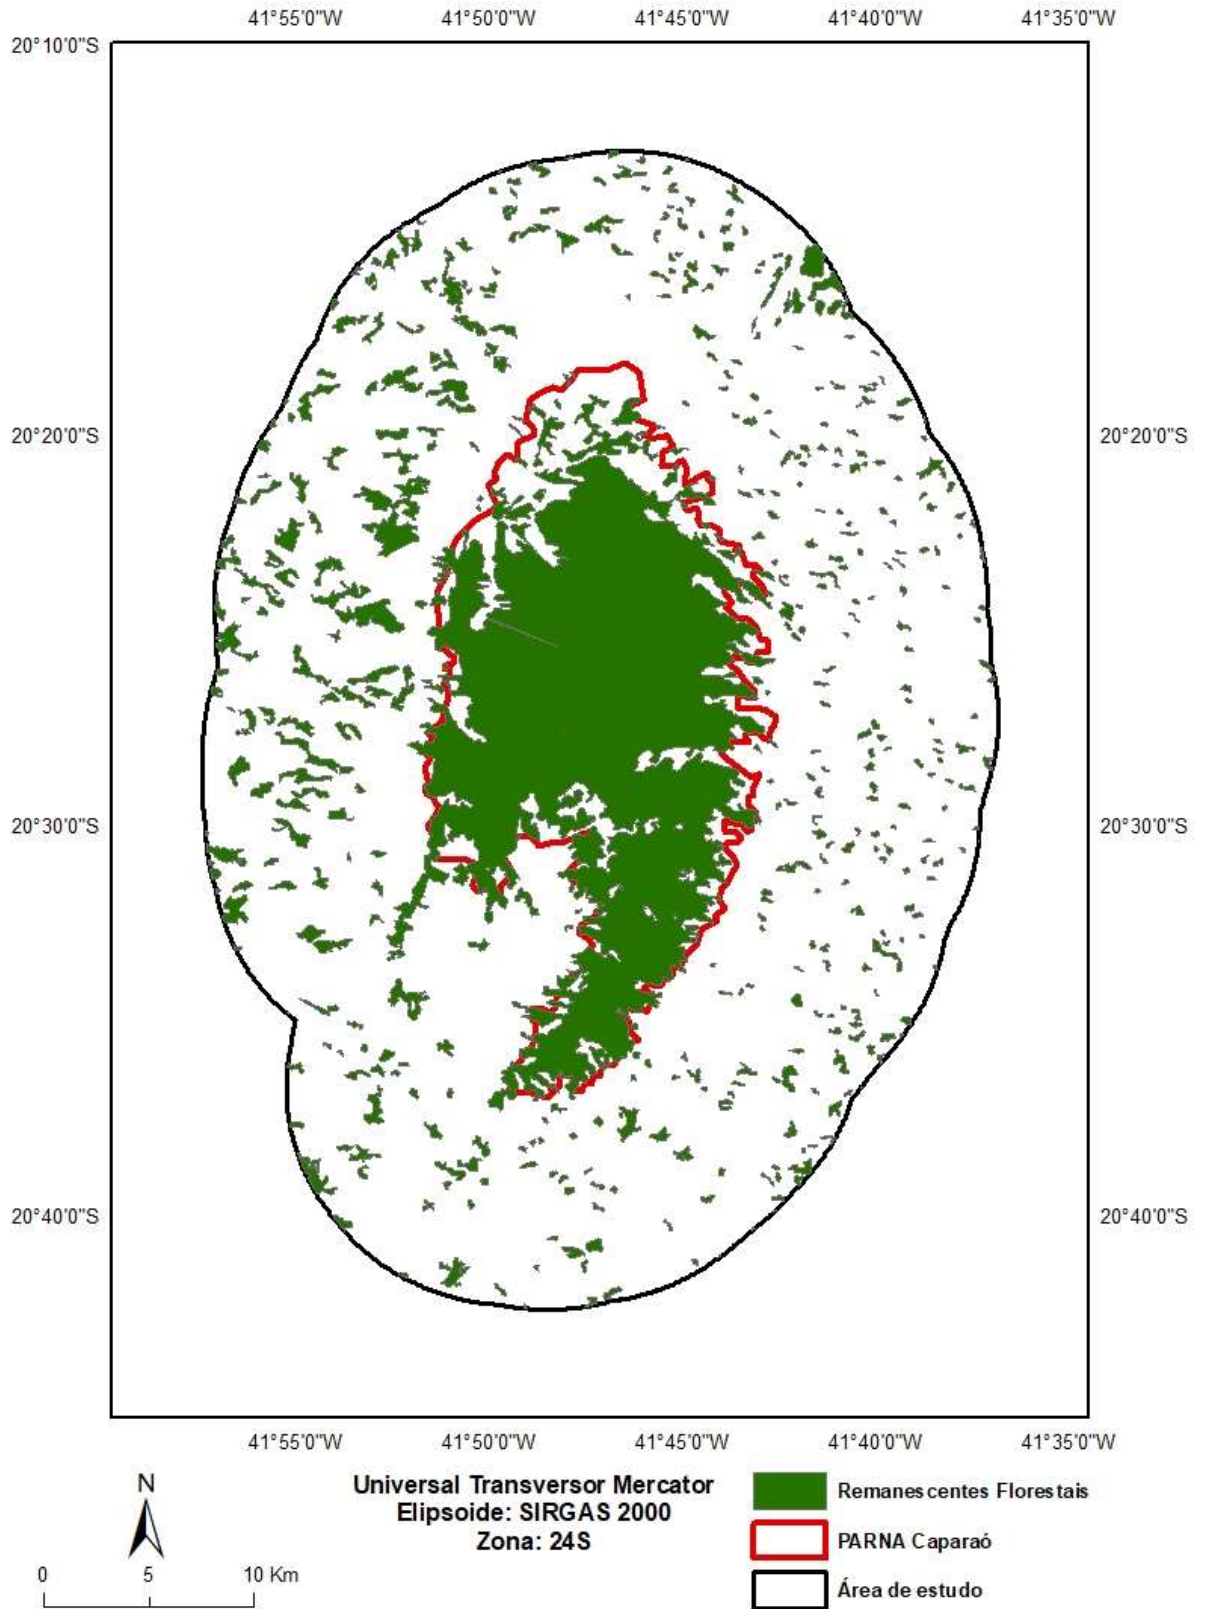 41°55'0"W 41°50'0"W 41°45'0"W 41°40'0"W 41°35'0"W
20°10'0"S
20°20'0"S 20°20'0"S
20°30'0"S 20°30'0"S
20°40'0"S 20°40'0"S
41°55'0"W 41°50'0"W 41°45'0"W 41°40'0"W 41°35'0"W
N
0 5 10 Km
Universal Transversor Mercator
Elipsoide: SIRGAS 2000
Zona: 24S
Remanescentes Florestais
PARNA Caparaó
Área de estudo